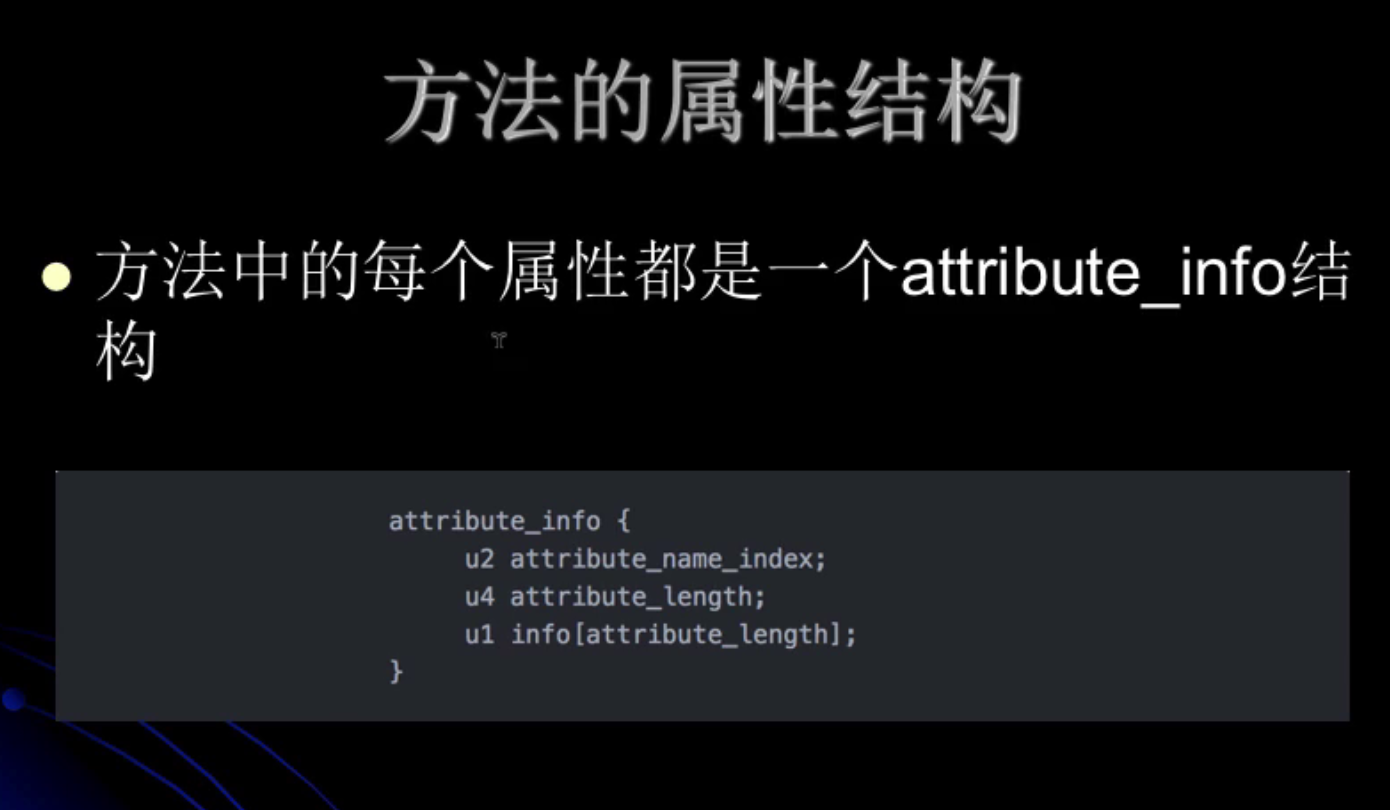 方法的属性结构
方法中的每个属性都是一个attribute_info结
构
attribute_info {
u2 attribute_name_index;
u4 attribute_length;
u1 info[attribute_length];
}